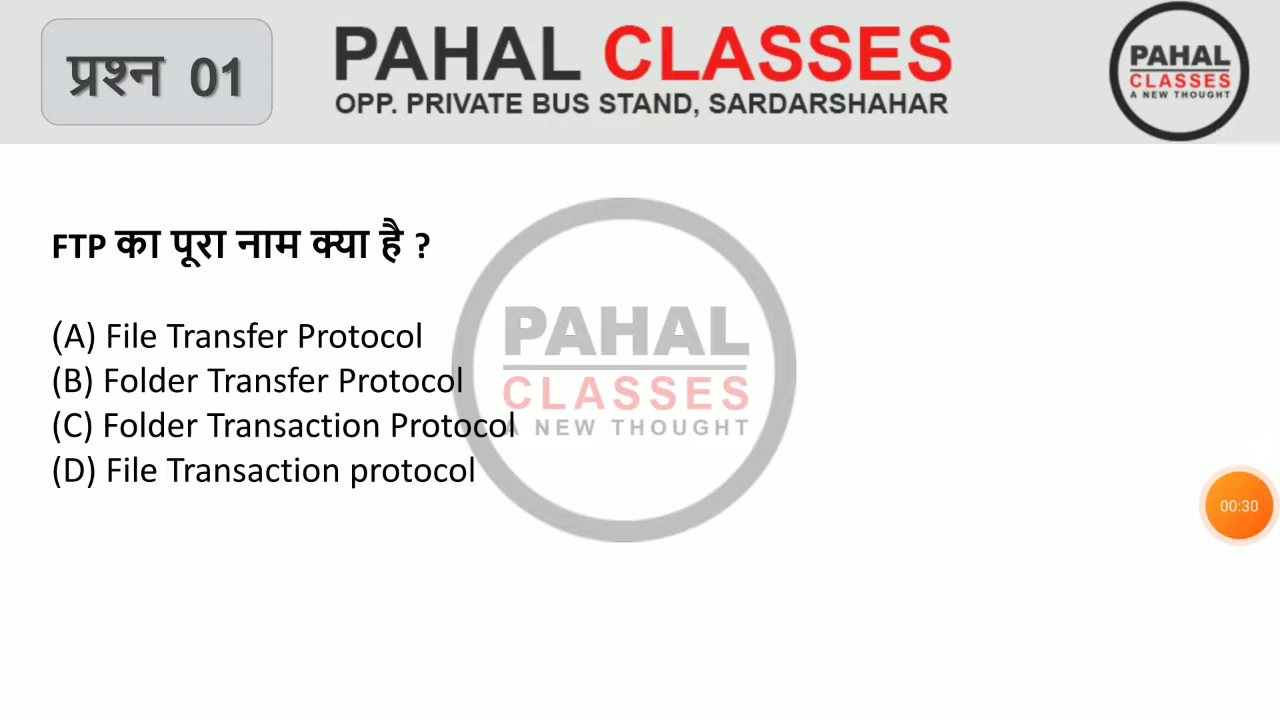 प्रश्न 01
PAHAL CLASSES
OPP. PRIVATE BUS STAND, SARDARSHAHAR
PAHAL
CLASSES
A NEW THOUGHT
FTP का पूरा नाम क्या है ?
(A) File Transfer Protocol
(B) Folder Transfer Protocol
(C) Folder Transaction Protocol
(D) File Transaction protocol
PAHAL
CLASSES
A NEW THOUGHT
00:30